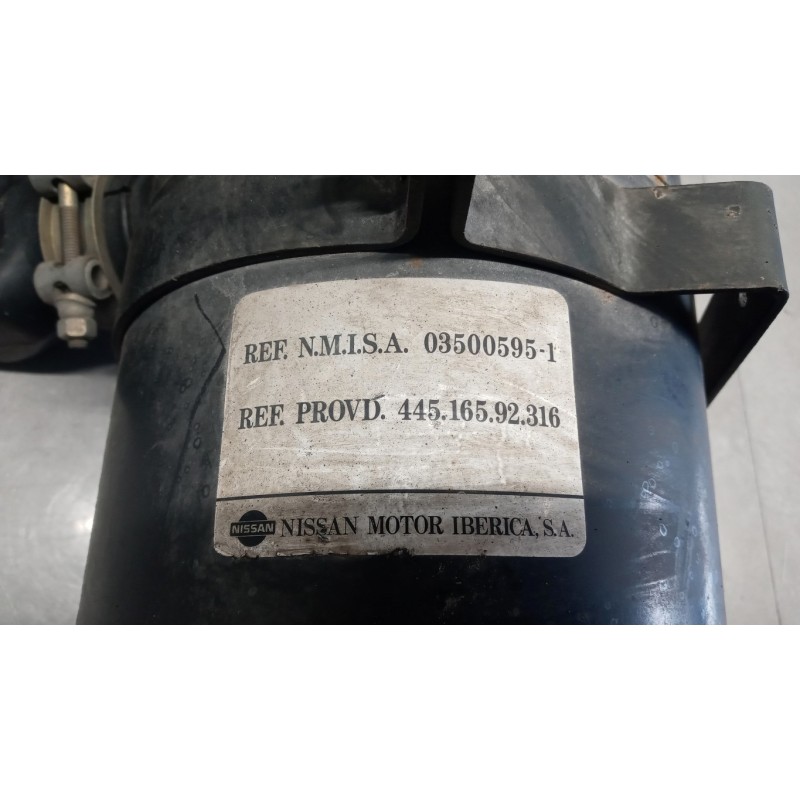 REF. N.M.I.S.A. 03500595-1
REF. PROVD. 445.165.92.316
NISSAN NISSAN MOTOR IBERICA, S.A.